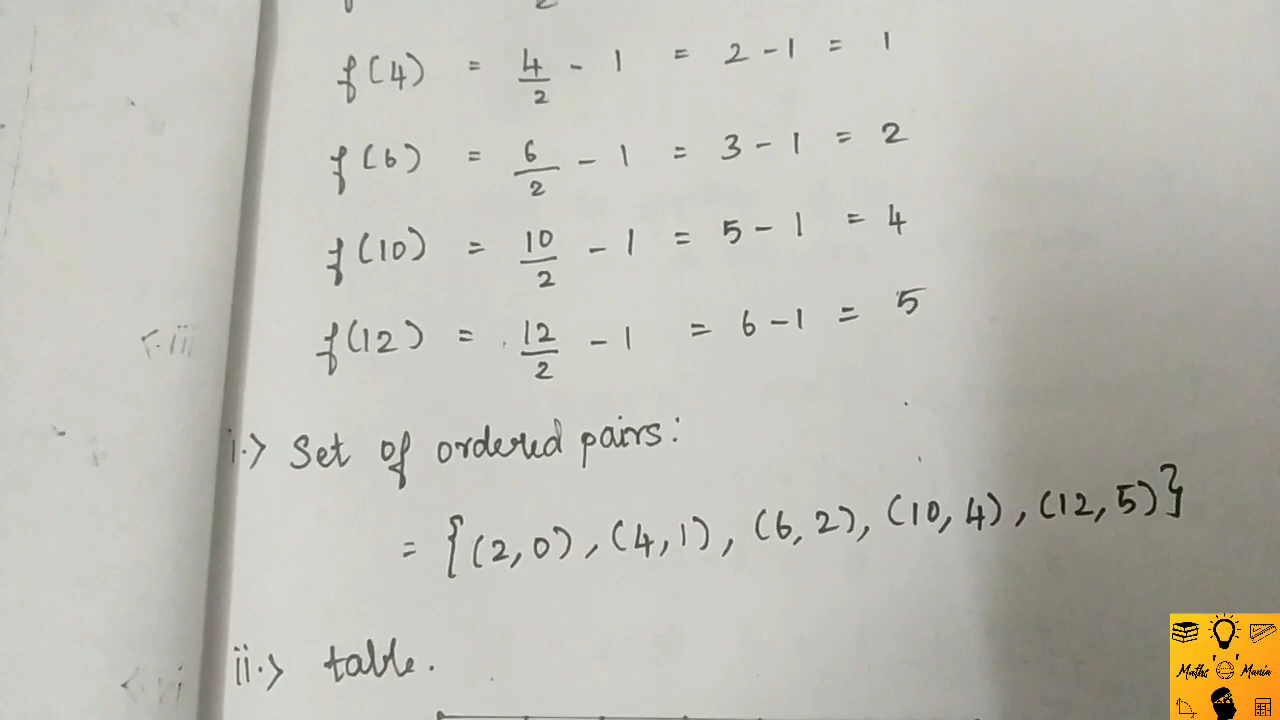 f(4) = 4/2 - 1 = 2 - 1 = 1
f(6) = 6/2 - 1 = 3 - 1 = 2
f(10) = 10/2 - 1 = 5 - 1 = 4
f(12) = 12/2 - 1 = 6 - 1 = 5
i.> Set of ordered pairs:
= {(2,0), (4,1), (6,2), (10,4), (12,5)}
ii.> table.
Maths Mania